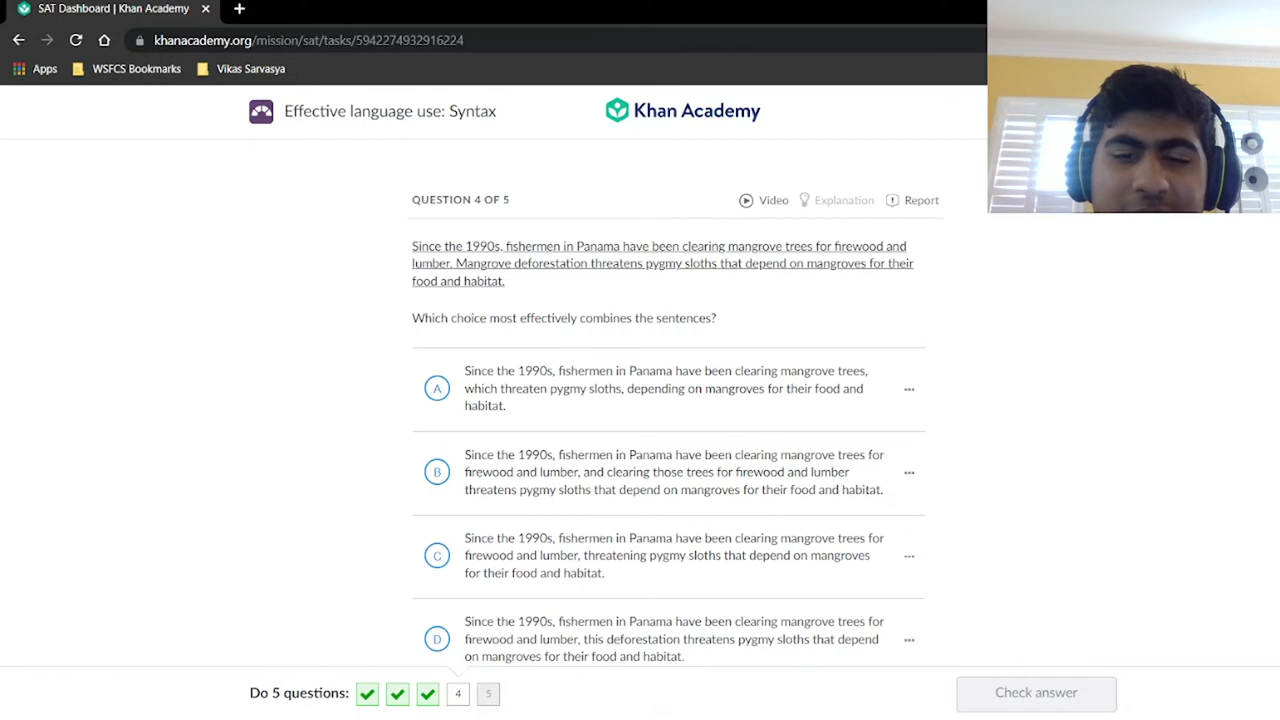 SAT Dashboard | Khan Academy
khanacademy.org/mission/sat/tasks/5942274932916224
Apps WSFCS Bookmarks Vikas Sarvasya
Effective language use: Syntax
Khan Academy
QUESTION 4 OF 5
Video Explanation Report
Since the 1990s, fishermen in Panama have been clearing mangrove trees for firewood and
lumber. Mangrove deforestation threatens pygmy sloths that depend on mangroves for their
food and habitat.
Which choice most effectively combines the sentences?
A
Since the 1990s, fishermen in Panama have been clearing mangrove trees,
which threaten pygmy sloths, depending on mangroves for their food and
habitat.
B
Since the 1990s, fishermen in Panama have been clearing mangrove trees for
firewood and lumber, and clearing those trees for firewood and lumber
threatens pygmy sloths that depend on mangroves for their food and habitat.
C
Since the 1990s, fishermen in Panama have been clearing mangrove trees for
firewood and lumber, threatening pygmy sloths that depend on mangroves
for their food and habitat.
D
Since the 1990s, fishermen in Panama have been clearing mangrove trees for
firewood and lumber, this deforestation threatens pygmy sloths that depend
on mangroves for their food and habitat.
Do 5 questions: 4 5
Check answer